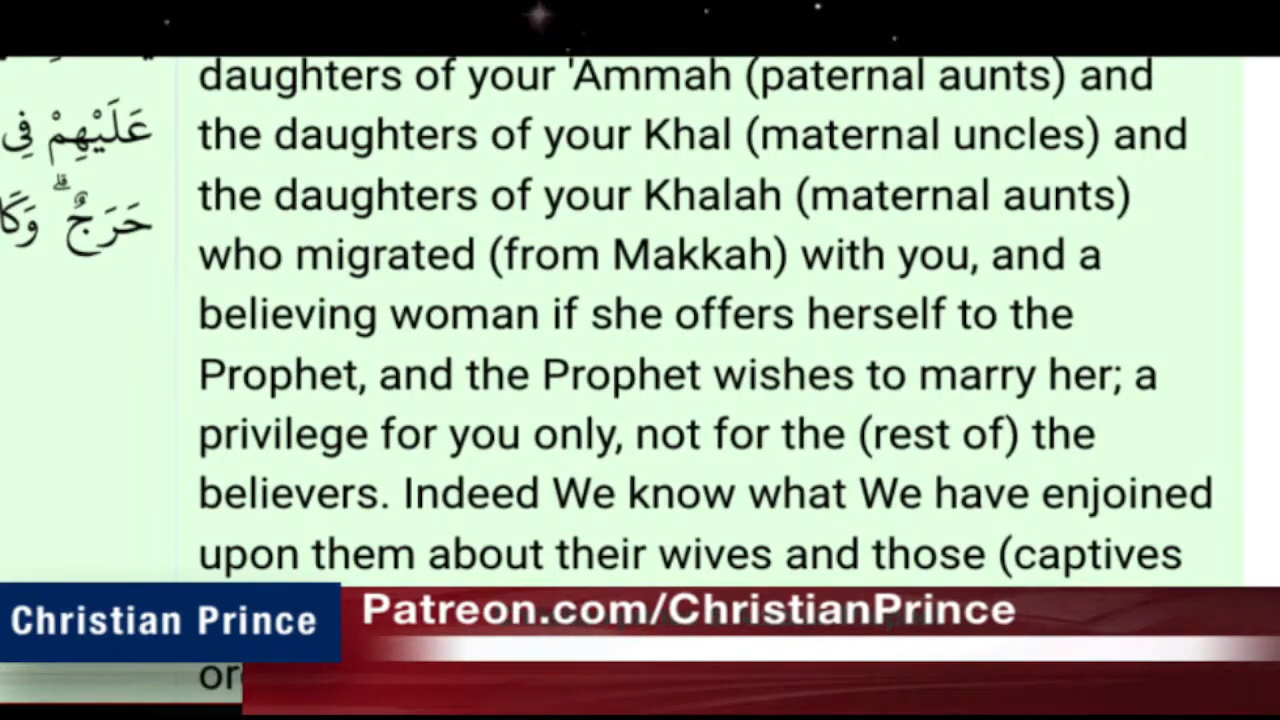 daughters of your 'Ammah (paternal aunts) and
عَلَيْهِمْ فِي
the daughters of your Khal (maternal uncles) and
the daughters of your Khalah (maternal aunts)
حَرَجٌ ۗ وَكَا
who migrated (from Makkah) with you, and a
believing woman if she offers herself to the
Prophet, and the Prophet wishes to marry her; a
privilege for you only, not for the (rest of) the
believers. Indeed We know what We have enjoined
upon them about their wives and those (captives
Christian Prince
Patreon.com/ChristianPrince